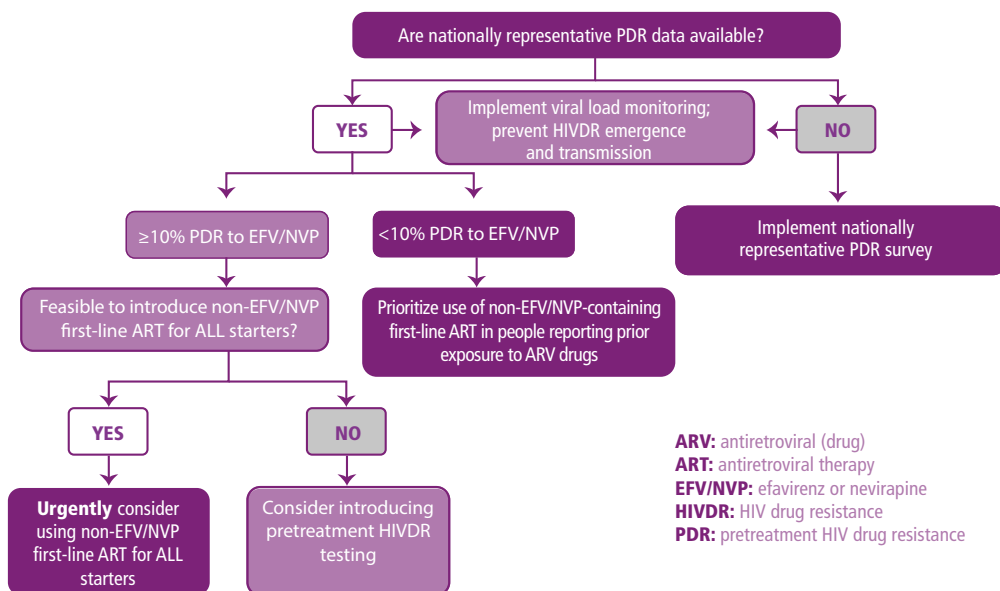 Are nationally representative PDR data available?
YES
Implement viral load monitoring;
prevent HIVDR emergence
and transmission
NO
≥10% PDR to EFV/NVP
<10% PDR to EFV/NVP
Implement nationally
representative PDR survey
Feasible to introduce non-EFV/NVP
first-line ART for ALL starters?
Prioritize use of non-EFV/NVP-containing
first-line ART in people reporting prior
exposure to ARV drugs
YES
NO
Urgently consider
using non-EFV/NVP
first-line ART for ALL
starters
Consider introducing
pretreatment HIVDR
testing
ARV: antiretroviral (drug)
ART: antiretroviral therapy
EFV/NVP: efavirenz or nevirapine
HIVDR: HIV drug resistance
PDR: pretreatment HIV drug resistance